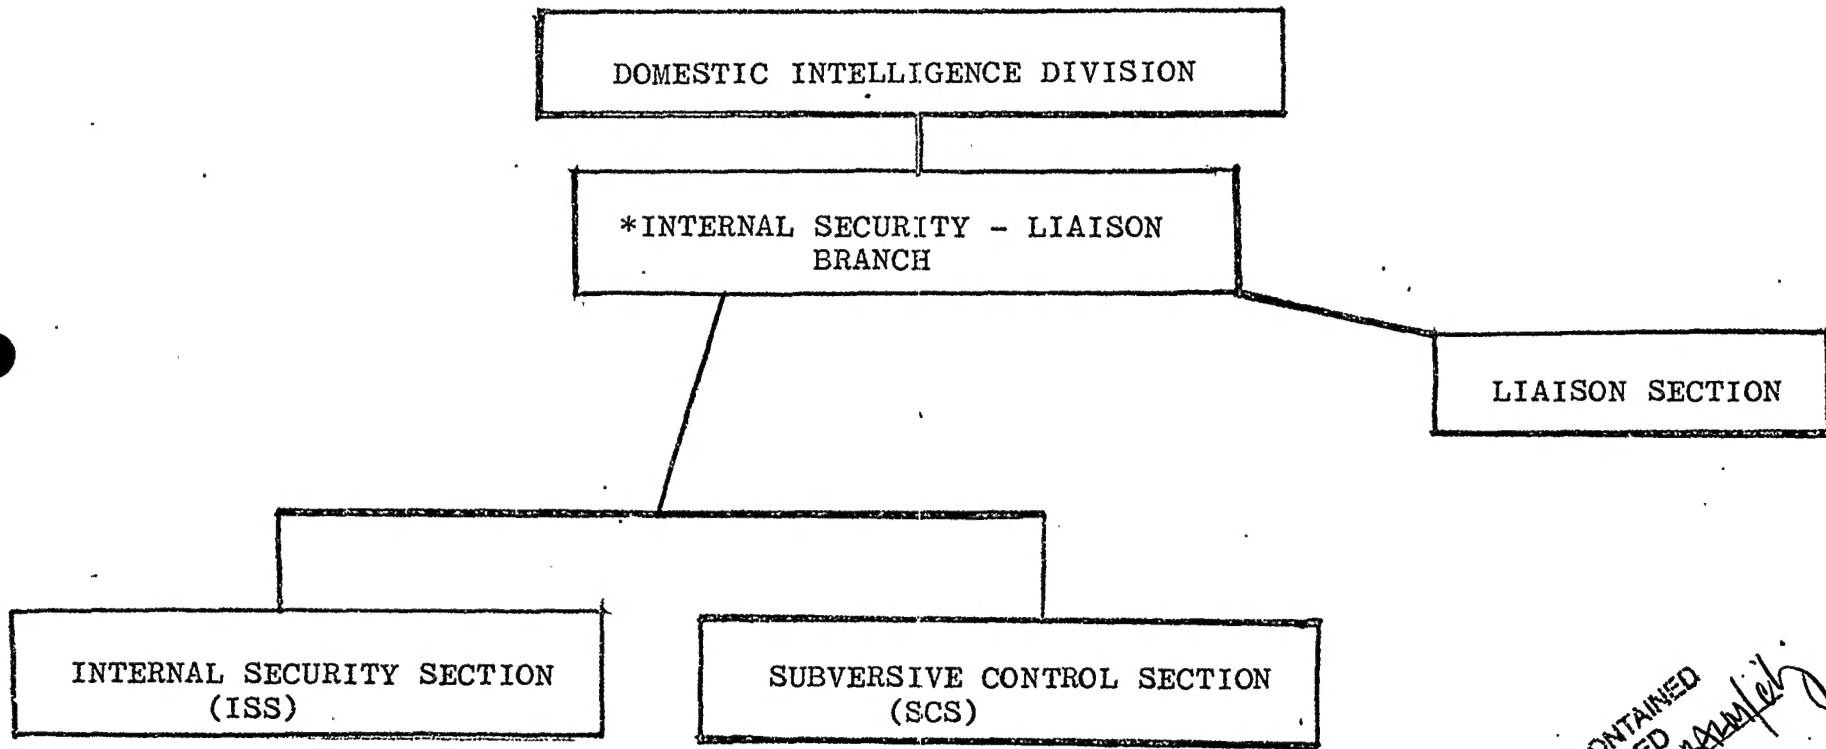 DOMESTIC INTELLIGENCE DIVISION
*INTERNAL SECURITY - LIAISON
BRANCH
LIAISON SECTION
INTERNAL SECURITY SECTION
(ISS)
SUBVERSIVE CONTROL SECTION
(SCS)